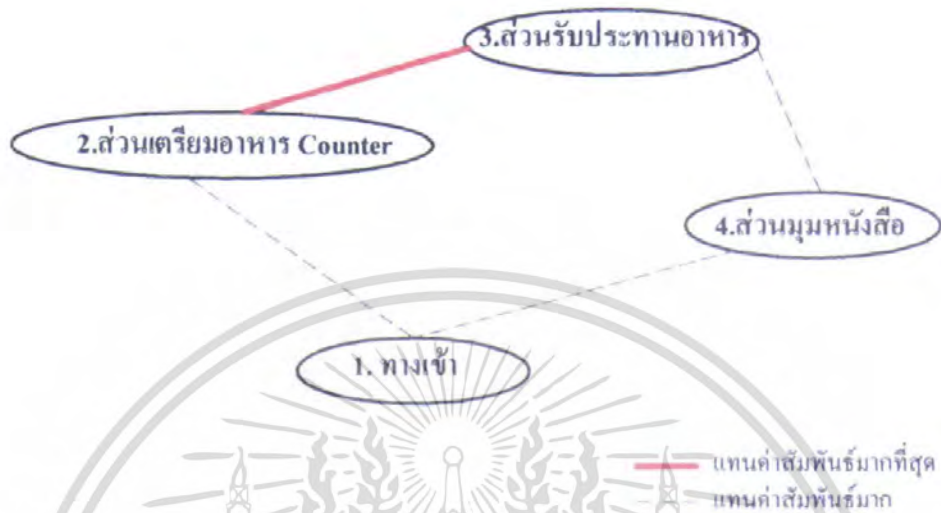 3.ส่วนรับประทานอาหาร
2.ส่วนเตรียมอาหาร Counter
4.ส่วนมุมหนังสือ
1. ทางเข้า
แทนค่าสัมพันธ์มากที่สุด
แทนค่าสัมพันธ์มาก